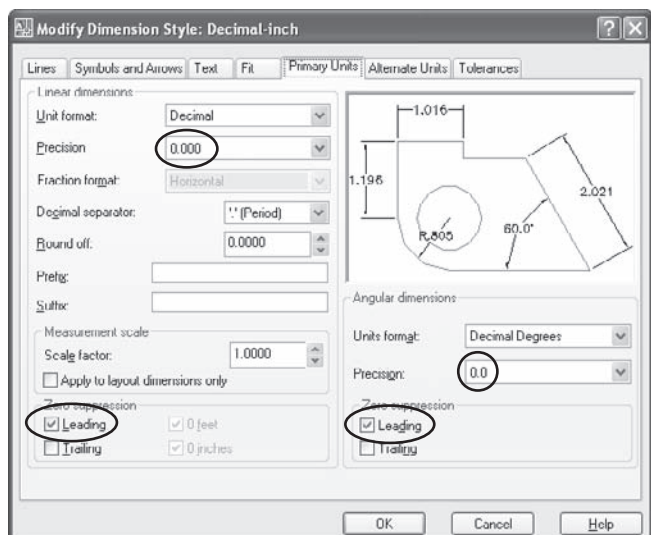 Modify Dimension Style: Decimal-inch
Lines Symbols and Arrows Text Fit Primary Units Alternate Units Tolerances
Linear dimensions
Unit format: Decimal
Precision 0.000
Fraction format: Horizontal
Decimal separator: '.' (Period)
Round off: 0.0000
Prefix:
Suffix:
Measurement scale
Scale factor: 1.0000
Apply to layout dimensions only
Zero suppression
Leading 0 feet
Trailing 0 inches
1.016
1.196
2.021
R.805
60.0°
Angular dimensions
Units format: Decimal Degrees
Precision: 0.0
Zero suppression
Leading
Trailing
OK Cancel Help